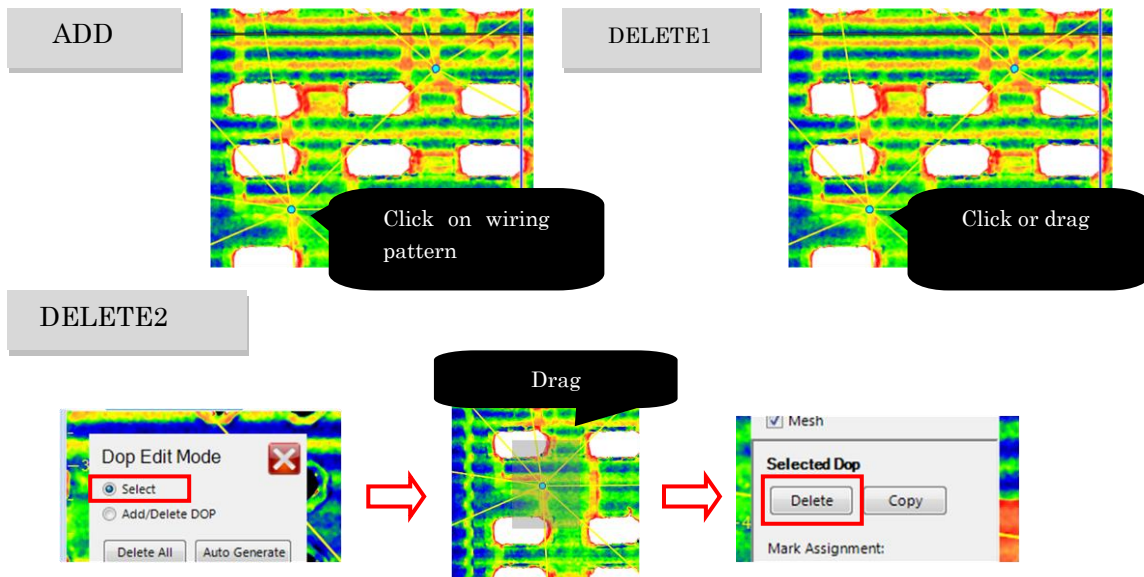 ADD
DELETE1
Click on wiring
pattern
Click or drag
DELETE2
Drag
Dop Edit Mode
Select
Add/Delete DOP
Delete All Auto Generate
Mesh
Selected Dop
Delete Copy
Mark Assignment: